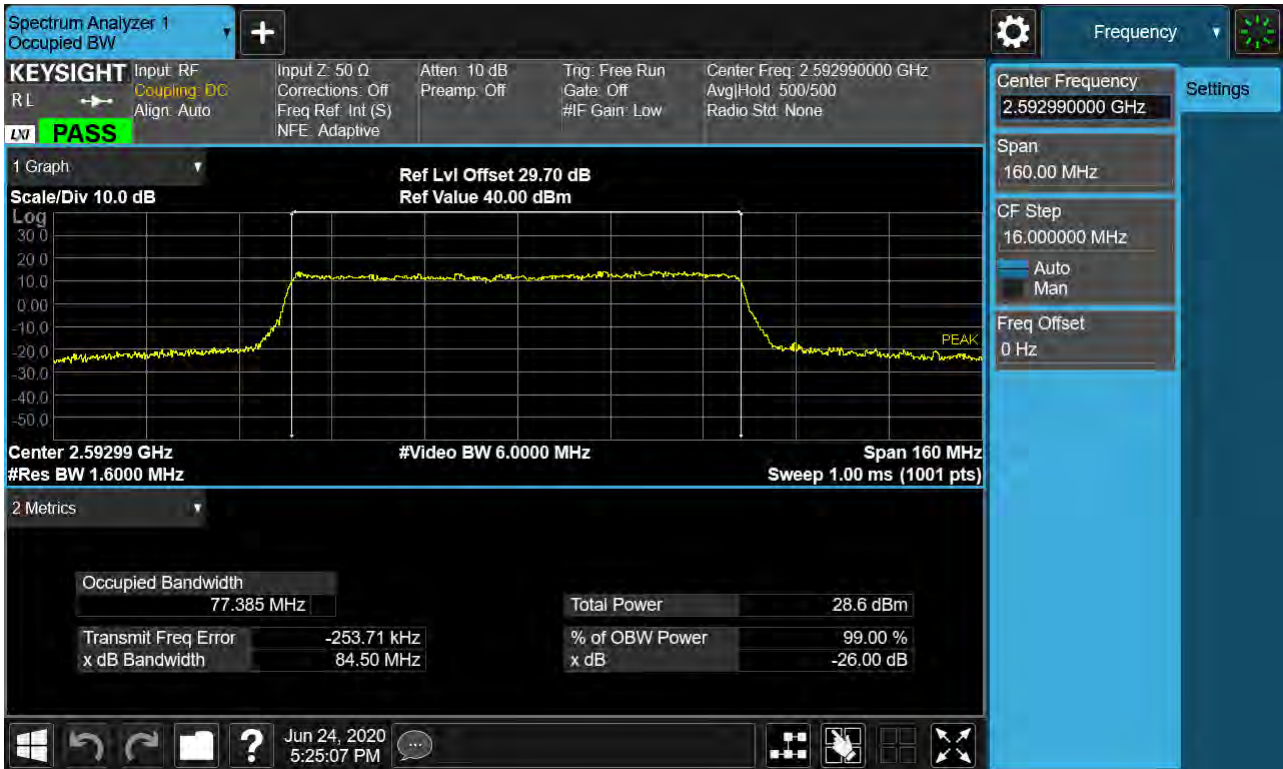 Spectrum Analyzer 1
Occupied BW
+
Frequency
KEYSIGHT
R L
LXI
PASS
Input: RF
Coupling: DC
Align: Auto
Input Z: 50 Ω
Corrections: Off
Freq Ref: Int (S)
NFE: Adaptive
Atten: 10 dB
Preamp: Off
Trig: Free Run
Gate: Off
#IF Gain: Low
Center Freq: 2.592990000 GHz
Avg|Hold: 500/500
Radio Std: None
1 Graph
Scale/Div 10.0 dB
Ref Lvl Offset 29.70 dB
Ref Value 40.00 dBm
Log
30.0
20.0
10.0
0.00
-10.0
-20.0
-30.0
-40.0
-50.0
PEAK
Center 2.59299 GHz
#Video BW 6.0000 MHz
Span 160 MHz
#Res BW 1.6000 MHz
Sweep 1.00 ms (1001 pts)
2 Metrics
Occupied Bandwidth
77.385 MHz
Transmit Freq Error -253.71 kHz
x dB Bandwidth 84.50 MHz
Total Power 28.6 dBm
% of OBW Power 99.00 %
x dB -26.00 dB
Center Frequency
2.592990000 GHz
Span
160.00 MHz
CF Step
16.000000 MHz
Auto
Man
Freq Offset
0 Hz
Settings
?
Jun 24, 2020
5:25:07 PM